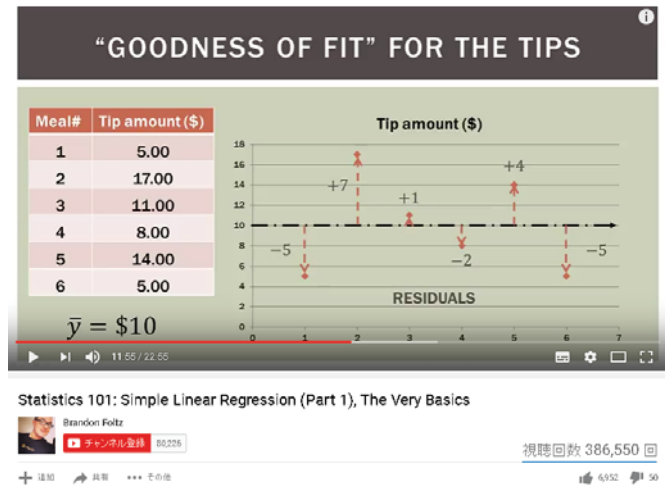 "GOODNESS OF FIT" FOR THE TIPS
Meal# Tip amount ($)
1 5.00
2 17.00
3 11.00
4 8.00
5 14.00
6 5.00
y̅ = $10
Tip amount ($)
18
16
14
12
10
8
6
4
2
0
0 1 2 3 4 5 6 7
-5
+7
+1
-2
+4
-5
RESIDUALS
11:55 / 22:55
Statistics 101: Simple Linear Regression (Part 1), The Very Basics
Brandon Foltz
チャンネル登録 80,226
視聴回数 386,550 回
追加 共有 その他
6,952 50